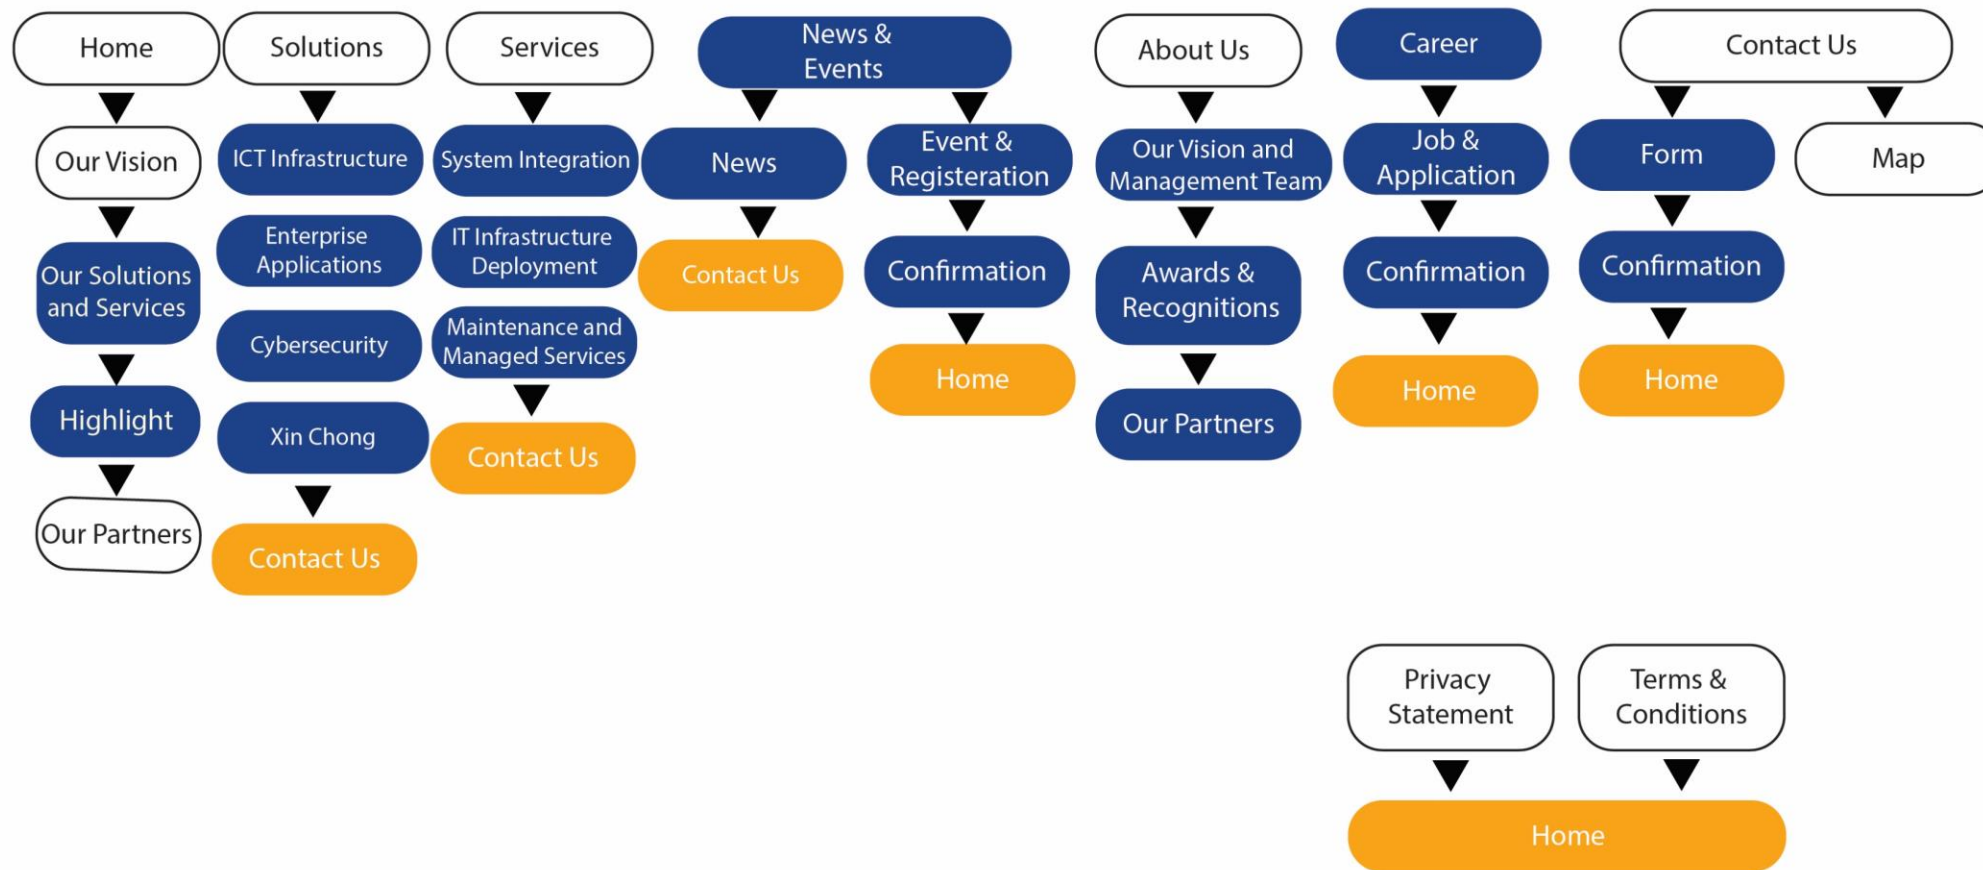 Home
Our Vision
Our Solutions
and Services
Highlight
Our Partners
Solutions
ICT Infrastructure
Enterprise
Applications
Cybersecurity
Xin Chong
Contact Us
Services
System Integration
IT Infrastructure
Deployment
Maintenance and
Managed Services
Contact Us
News &
Events
News
Contact Us
Event &
Registeration
Confirmation
Home
About Us
Our Vision and
Management Team
Awards &
Recognitions
Our Partners
Career
Job &
Application
Confirmation
Home
Contact Us
Form
Confirmation
Home
Map
Privacy
Statement
Terms &
Conditions
Home